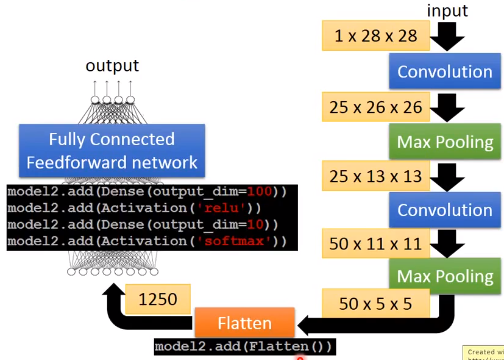 input
1 x 28 x 28
Convolution
25 x 26 x 26
Max Pooling
25 x 13 x 13
Convolution
50 x 11 x 11
Max Pooling
50 x 5 x 5
Flatten
model2.add(Flatten())
1250
output
Fully Connected
Feedforward network
model2.add(Dense(output_dim=100))
model2.add(Activation('relu'))
model2.add(Dense(output_dim=10))
model2.add(Activation('softmax'))